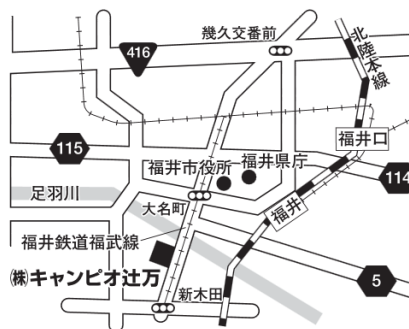 幾久交番前
416
北陸本線
福井口
115
福井市役所
福井県庁
114
足羽川
大名町
福井
福井鉄道福武線
㈱キャンピオ辻万
5
新木田